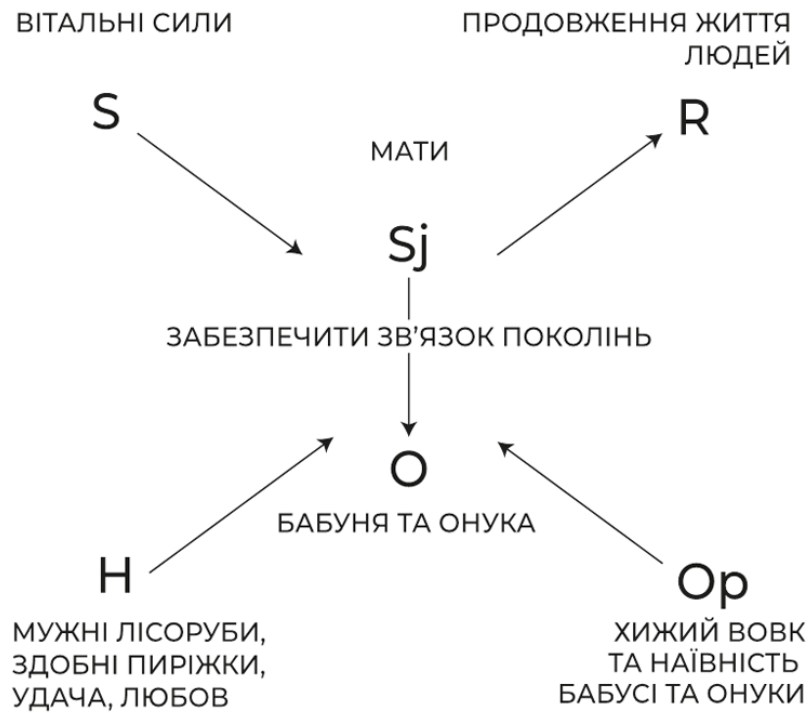 ВІТАЛЬНІ СИЛИ
ПРОДОВЖЕННЯ ЖИТТЯ
ЛЮДЕЙ
S
R
МАТИ
Sj
ЗАБЕЗПЕЧИТИ ЗВ’ЯЗОК ПОКОЛІНЬ
O
БАБУНЯ ТА ОНУКА
H
Op
МУЖНІ ЛІСОРУБИ,
ЗДОБНІ ПИРІЖКИ,
УДАЧА, ЛЮБОВ
ХИЖИЙ ВОВК
ТА НАЇВНІСТЬ
БАБУСІ ТА ОНУКИ